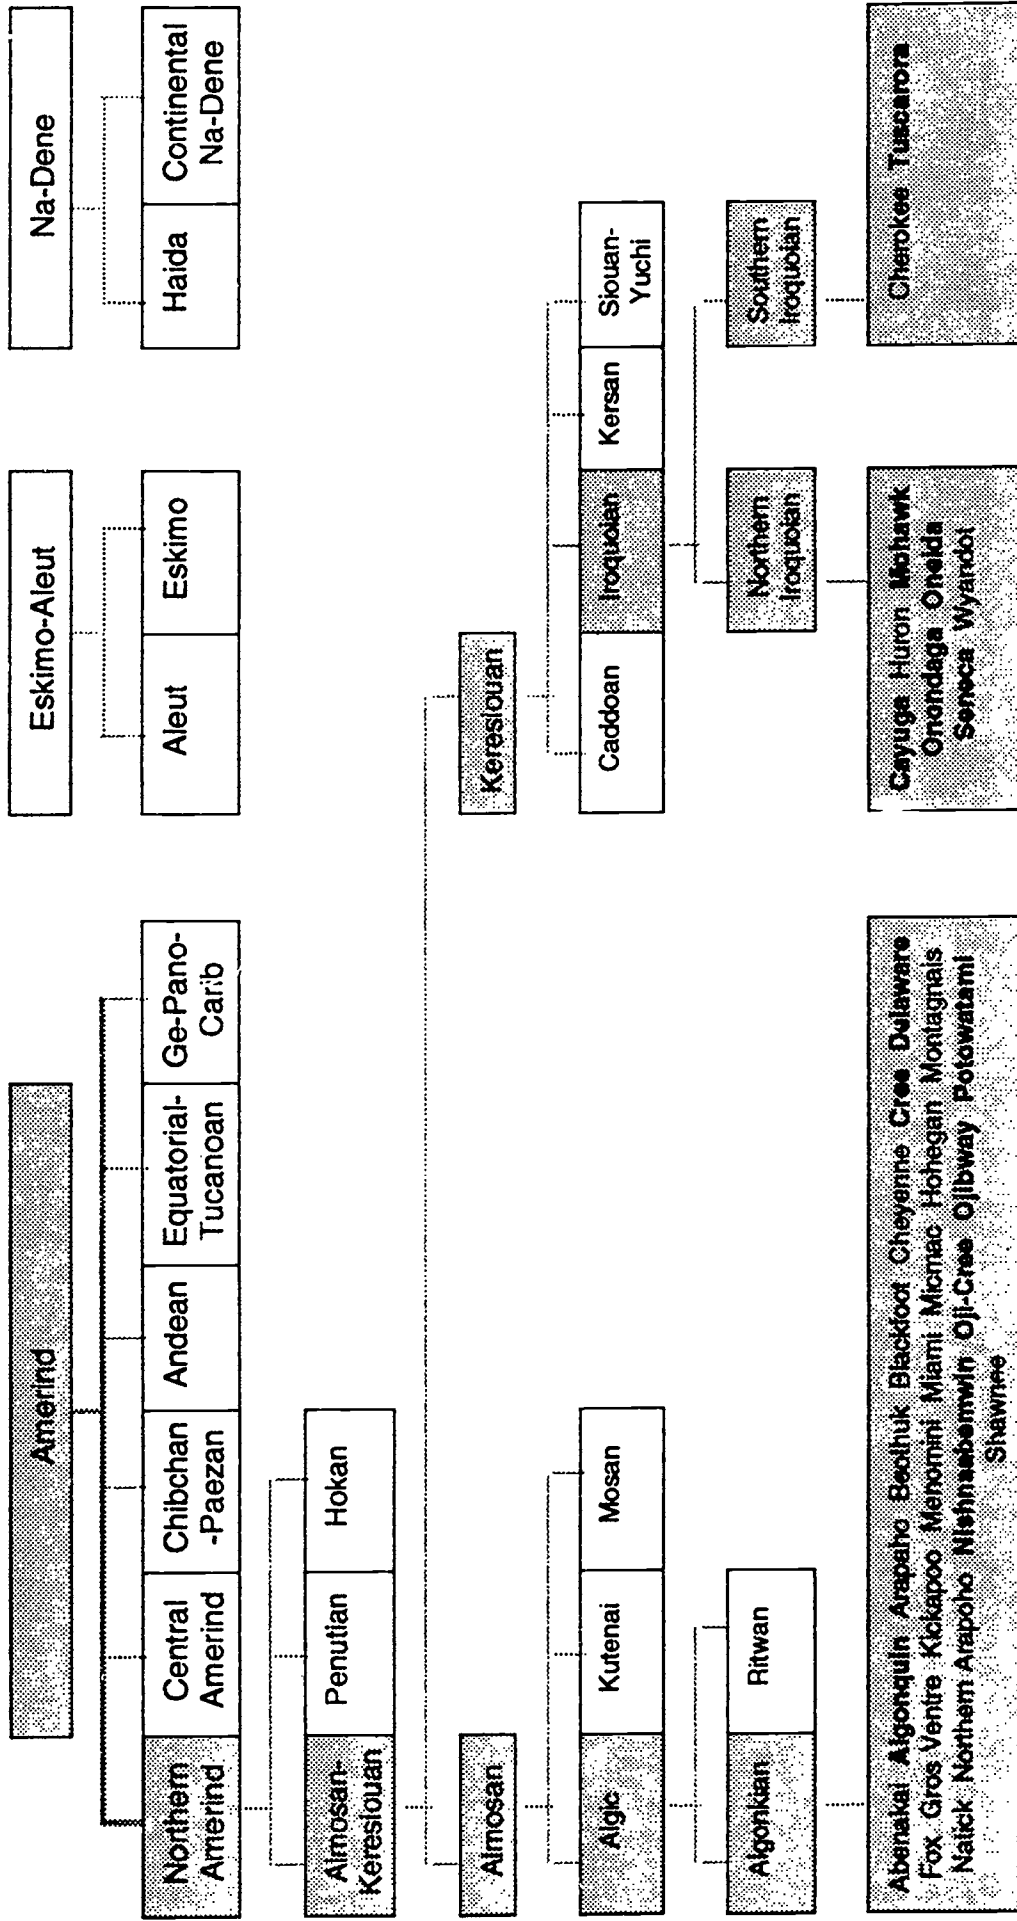 Amerind
Eskimo-Aleut
Na-Dene
Northern
Amerind
Central
Amerind
Chibchan
-Paezan
Andean
Equatorial-
Tucanoan
Ge-Pano-
Carib
Aleut
Eskimo
Haida
Continental
Na-Dene
Almosan-
Keresiouan
Penutian
Hokan
Almosan
Keresiouan
Algic
Kutenai
Mosan
Caddoan
Iroquoian
Kersan
Siouan-
Yuchi
Algonkian
Ritwan
Northern
Iroquoian
Southern
Iroquoian
Abenakai Algonquin Arapaho Beothuk Blackfoot Cheyenne Cree Delaware
Fox Gros Ventre Kickapoo Menomini Miami Micmac Hohegan Montagnais
Natick Northern Arapoho Nishnaabemwin Oji-Cree Ojibway Potowatami
Shawnee
Cayuga Huron Mohawk
Onondaga Oneida
Seneca Wyandot
Cherokee Tuscarora